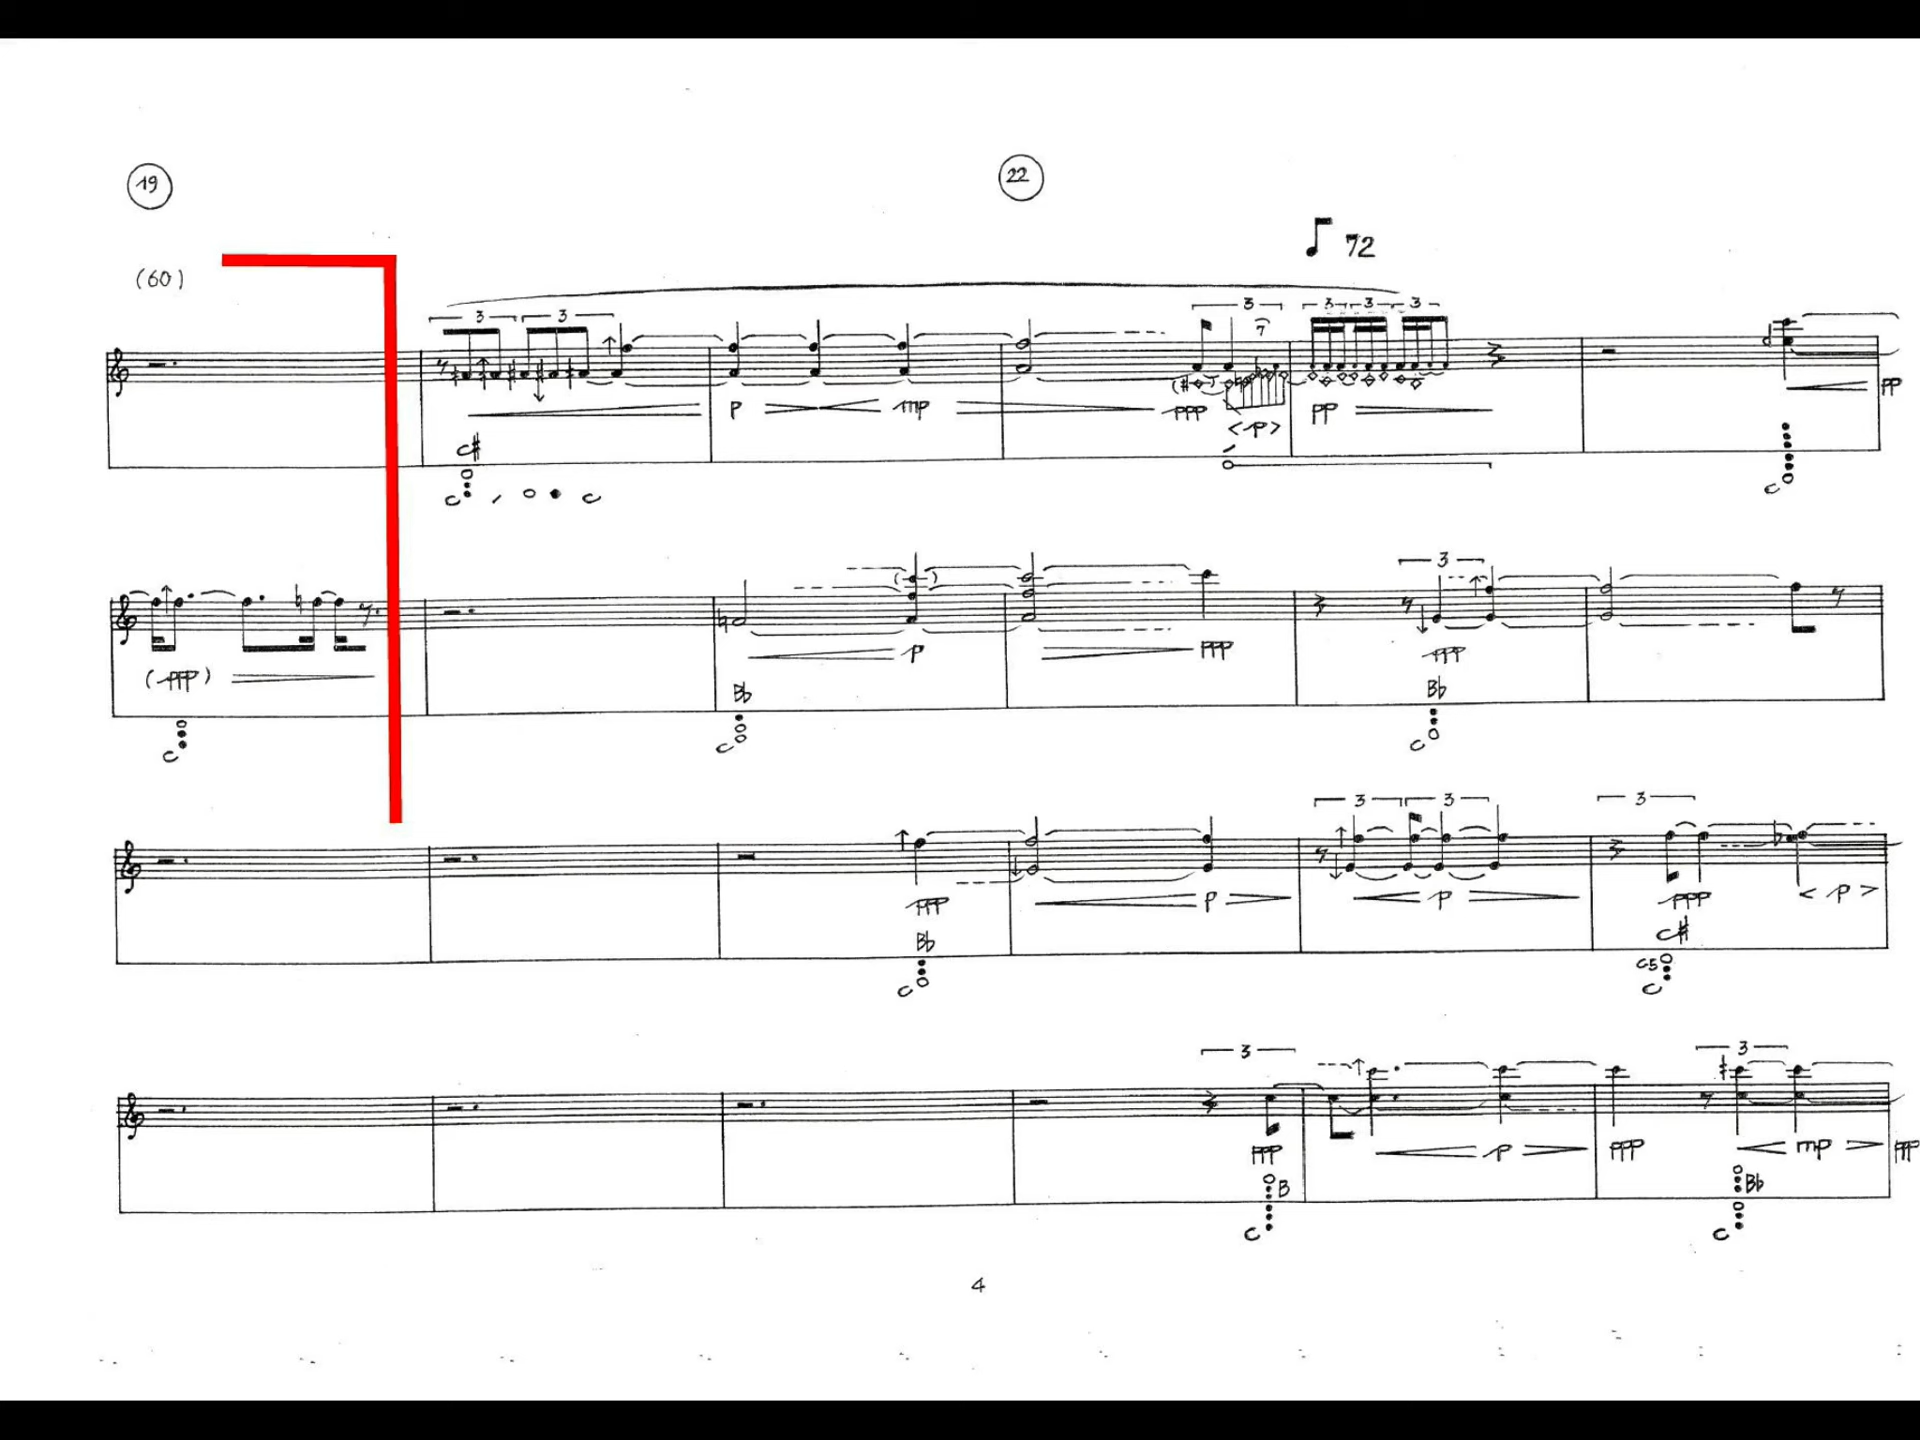 19 22
72
(60)
3 3 3 3 3 3
7
p mp ppp pp pp
<p>
C#
c c c
3
(ppp) p ppp ppp
Bb Bb
c c c
3 3 3
ppp p p ppp <p>
Bb C#
c5
c c
3 3
ppp p ppp mp ppp
B Bb
c c
4